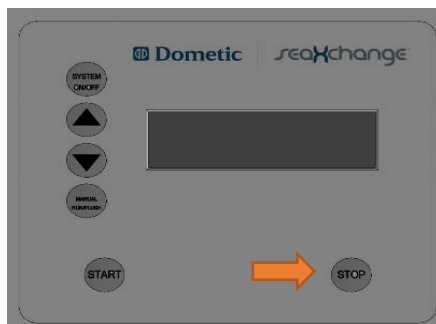 Dometic
seaXchange
SYSTEM
ON/OFF
MANUAL
RUN/FLUSH
START
STOP